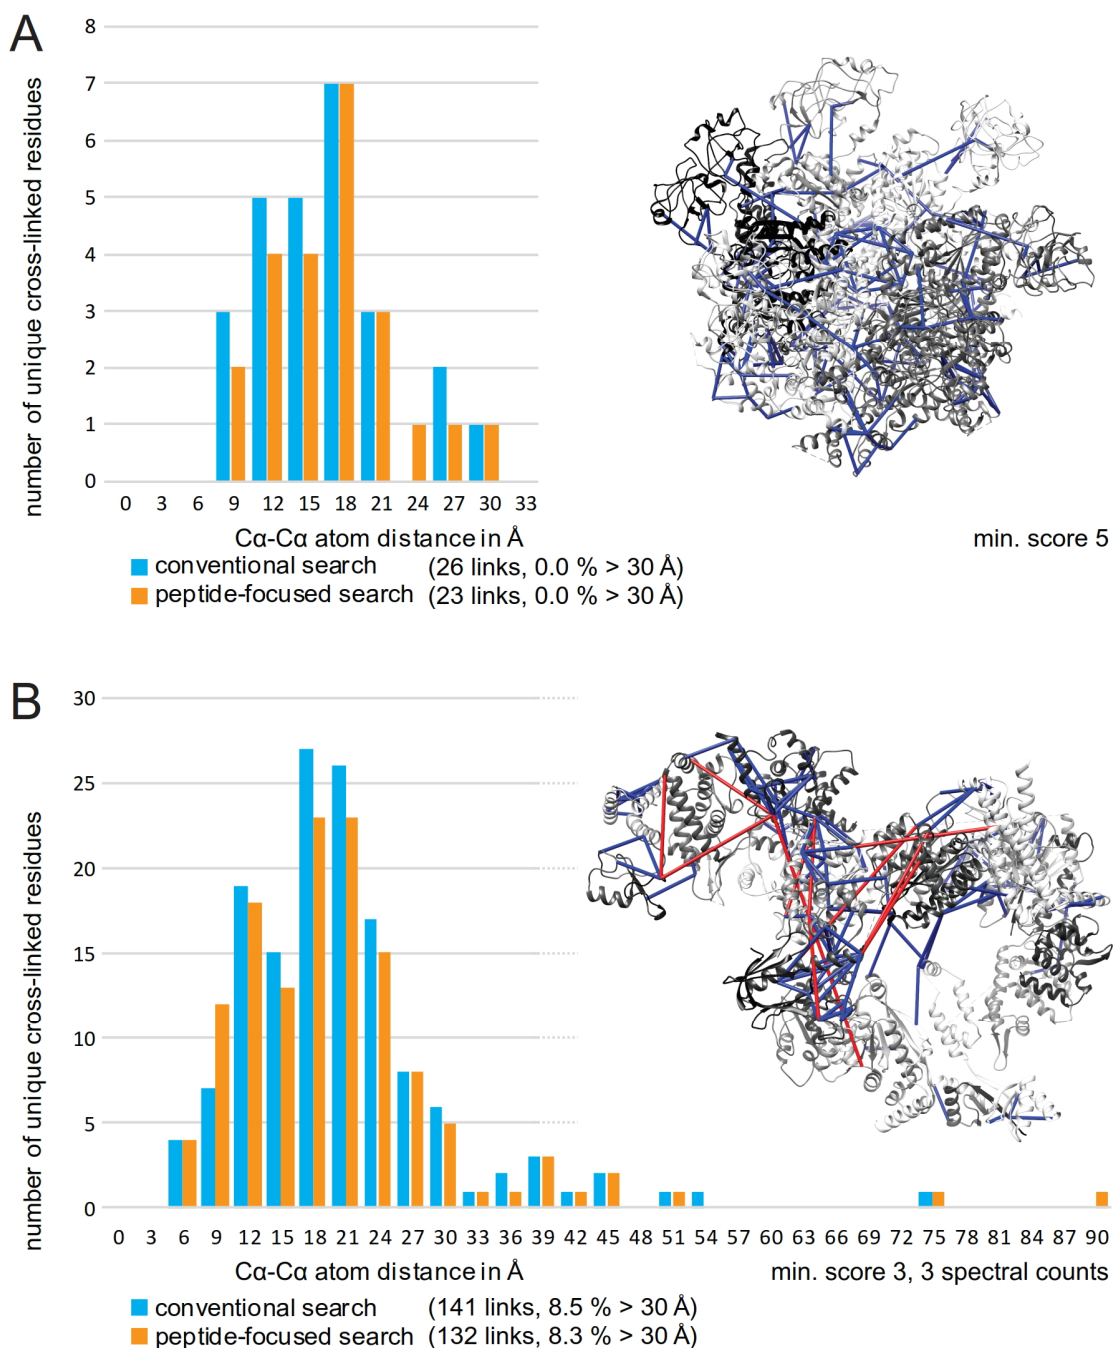 A
number of unique cross-linked residues
8
7
6
5
4
3
2
1
0
0 3 6 9 12 15 18 21 24 27 30 33
Cα-Cα atom distance in Å
min. score 5
conventional search (26 links, 0.0 % > 30 Å)
peptide-focused search (23 links, 0.0 % > 30 Å)
B
number of unique cross-linked residues
30
25
20
15
10
5
0
0 3 6 9 12 15 18 21 24 27 30 33 36 39 42 45 48 51 54 57 60 63 66 69 72 75 78 81 84 87 90
Cα-Cα atom distance in Å
min. score 3, 3 spectral counts
conventional search (141 links, 8.5 % > 30 Å)
peptide-focused search (132 links, 8.3 % > 30 Å)